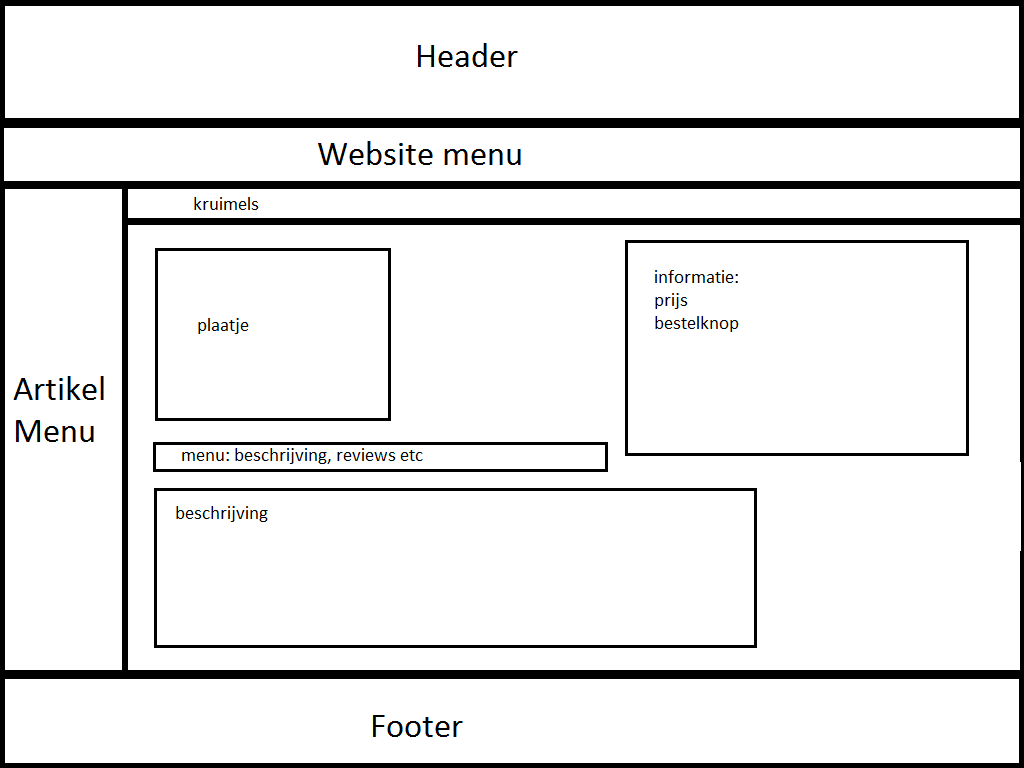 Header
Website menu
kruimels
Artikel
Menu
plaatje
informatie:
prijs
bestelknop
menu: beschrijving, reviews etc
beschrijving
Footer